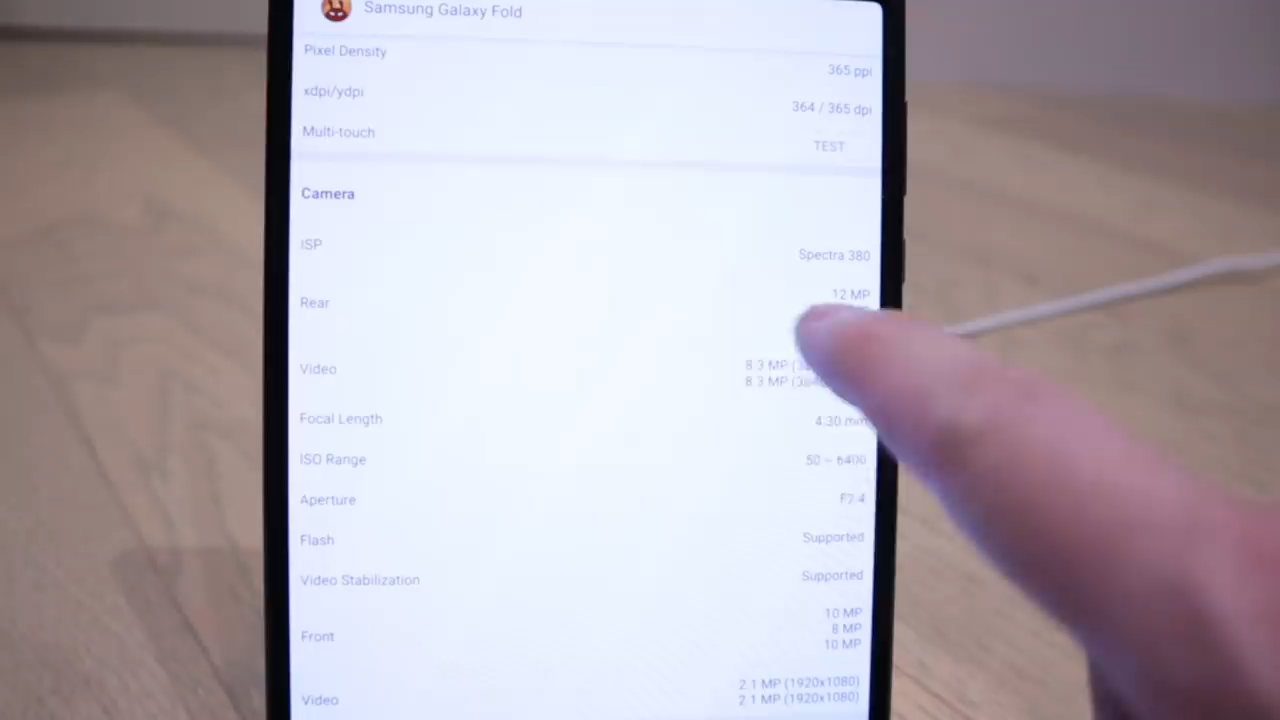 Samsung Galaxy Fold
Pixel Density
365 ppi
xdpi/ydpi
364 / 365 dpi
Multi-touch
TEST
Camera
ISP
Spectra 380
Rear
12 MP
Video
8.3 MP
8.3 MP
Focal Length
4.30 mm
ISO Range
50 ~ 6400
Aperture
F2.4
Flash
Supported
Video Stabilization
Supported
Front
10 MP
8 MP
10 MP
Video
2.1 MP (1920x1080)
2.1 MP (1920x1080)